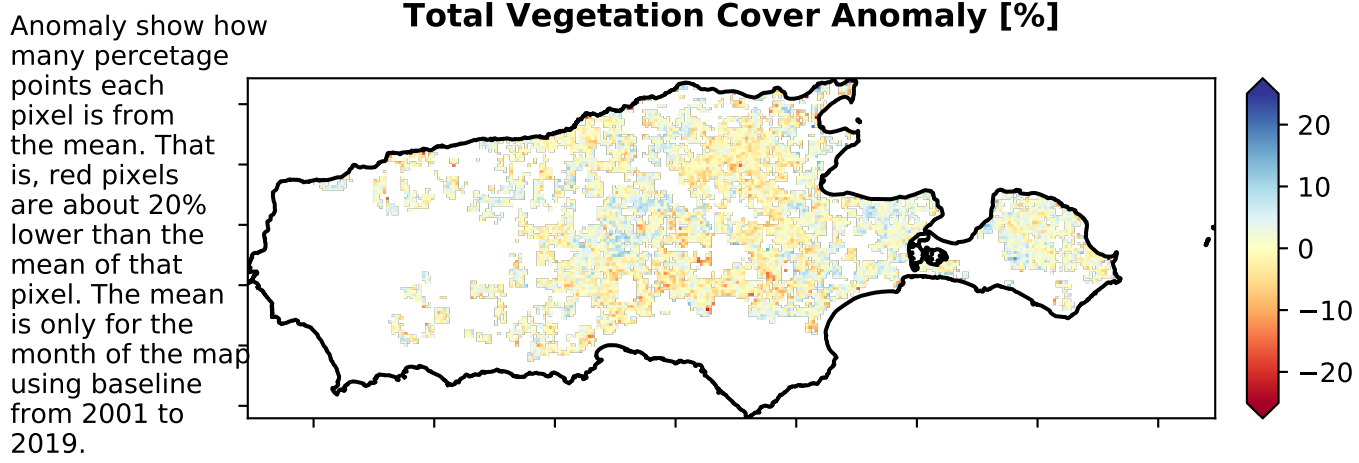 Total Vegetation Cover Anomaly [%]
Anomaly show how
many percetage
points each
pixel is from
the mean. That
is, red pixels
are about 20%
lower than the
mean of that
pixel. The mean
is only for the
month of the map
using baseline
from 2001 to
2019.
20
10
0
−10
−20